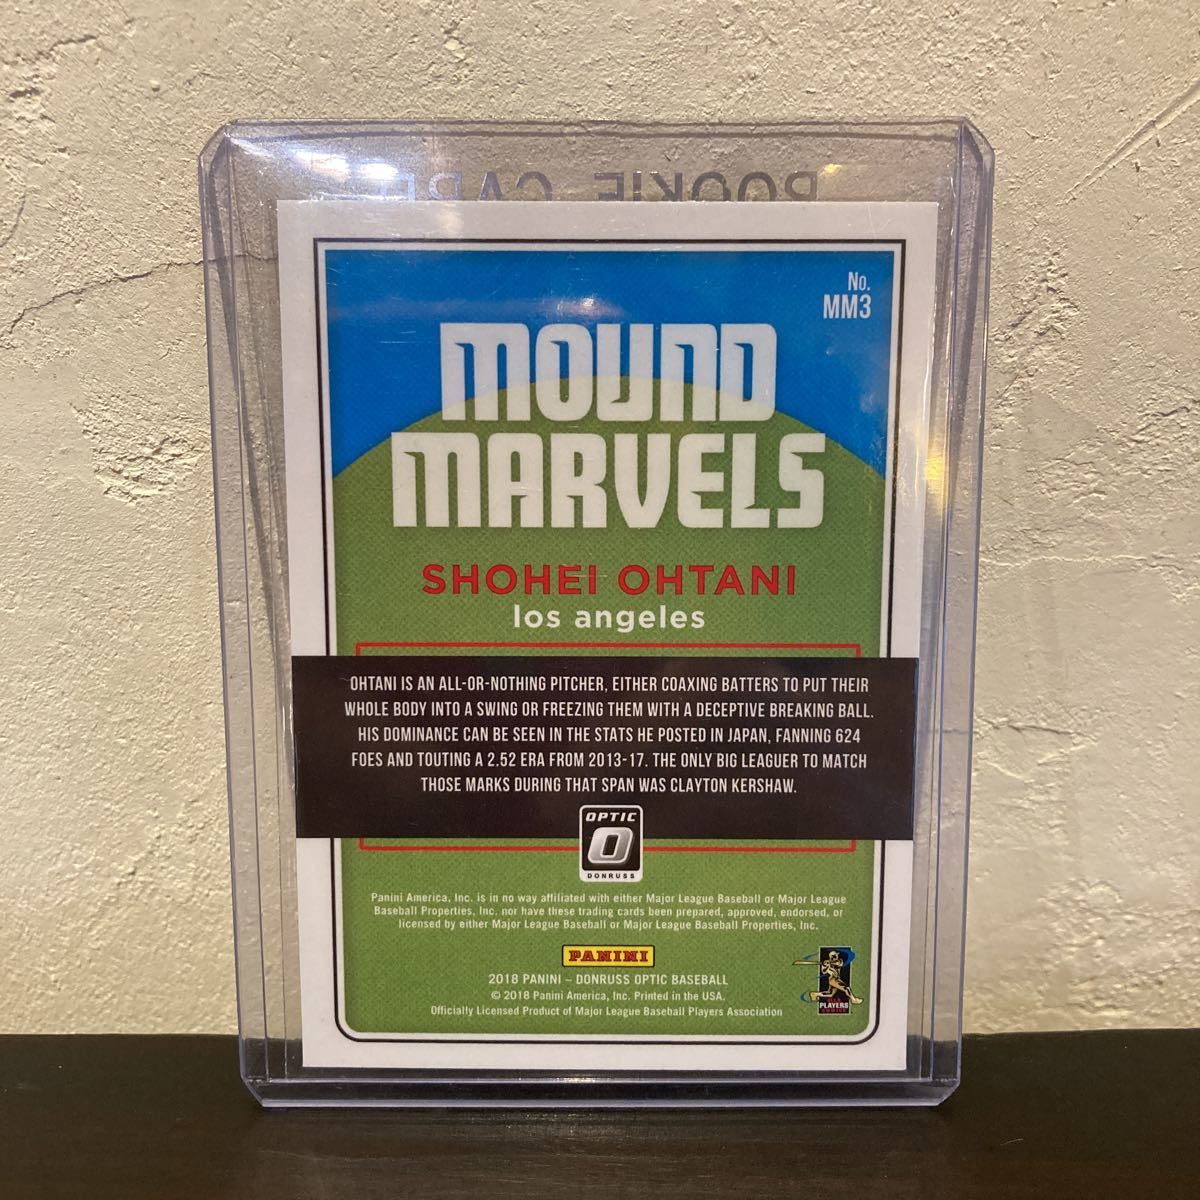 ROOKIE CARD
No.
MM3
MOUND
MARVELS
SHOHEI OHTANI
los angeles
OHTANI IS AN ALL-OR-NOTHING PITCHER, EITHER COAXING BATTERS TO PUT THEIR
WHOLE BODY INTO A SWING OR FREEZING THEM WITH A DECEPTIVE BREAKING BALL.
HIS DOMINANCE CAN BE SEEN IN THE STATS HE POSTED IN JAPAN, FANNING 624
FOES AND TOUTING A 2.52 ERA FROM 2013-17. THE ONLY BIG LEAGUER TO MATCH
THOSE MARKS DURING THAT SPAN WAS CLAYTON KERSHAW.
OPTIC
O
DONRUSS
Panini America, Inc. is in no way affiliated with either Major League Baseball or Major League
Baseball Properties, Inc. nor have these trading cards been prepared, approved, endorsed, or
licensed by either Major League Baseball or Major League Baseball Properties, Inc.
PANINI
2018 PANINI – DONRUSS OPTIC BASEBALL
© 2018 Panini America, Inc. Printed in the USA.
Officially Licensed Product of Major League Baseball Players Association
PLAYERS